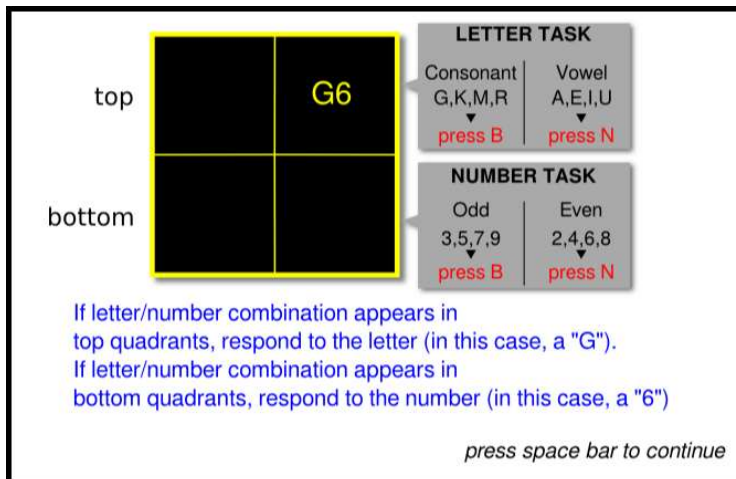 LETTER TASK
Consonant Vowel
top G6 G,K,M,R A,E,I,U
press B press N
NUMBER TASK
bottom Odd Even
3,5,7,9 2,4,6,8
press B press N
If letter/number combination appears in
top quadrants, respond to the letter (in this case, a "G").
If letter/number combination appears in
bottom quadrants, respond to the number (in this case, a "6")
press space bar to continue